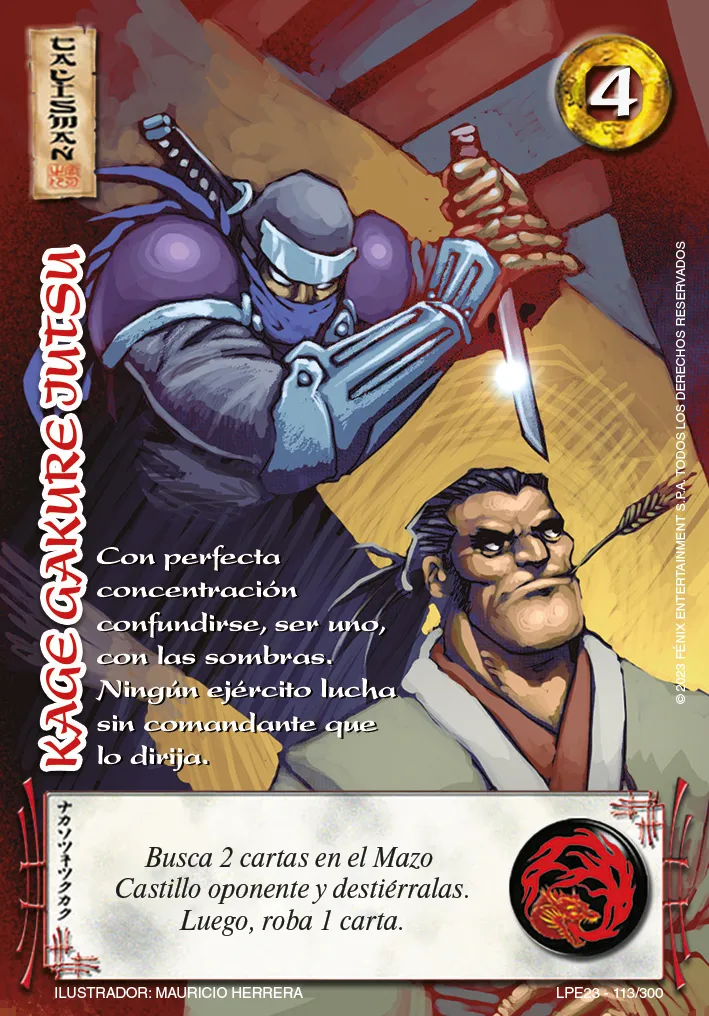 TALISMAN
4
KAGE GAKURE JUTSU
Con perfecta
concentración
confundirse, ser uno,
con las sombras.
Ningún ejército lucha
sin comandante que
lo dirija.
© 2023 FÉNIX ENTERTAINMENT S.P.A. TODOS LOS DERECHOS RESERVADOS
ナカソツネツクカク
Busca 2 cartas en el Mazo
Castillo oponente y destiérralas.
Luego, roba 1 carta.
ILUSTRADOR: MAURICIO HERRERA
LPE23 - 113/300